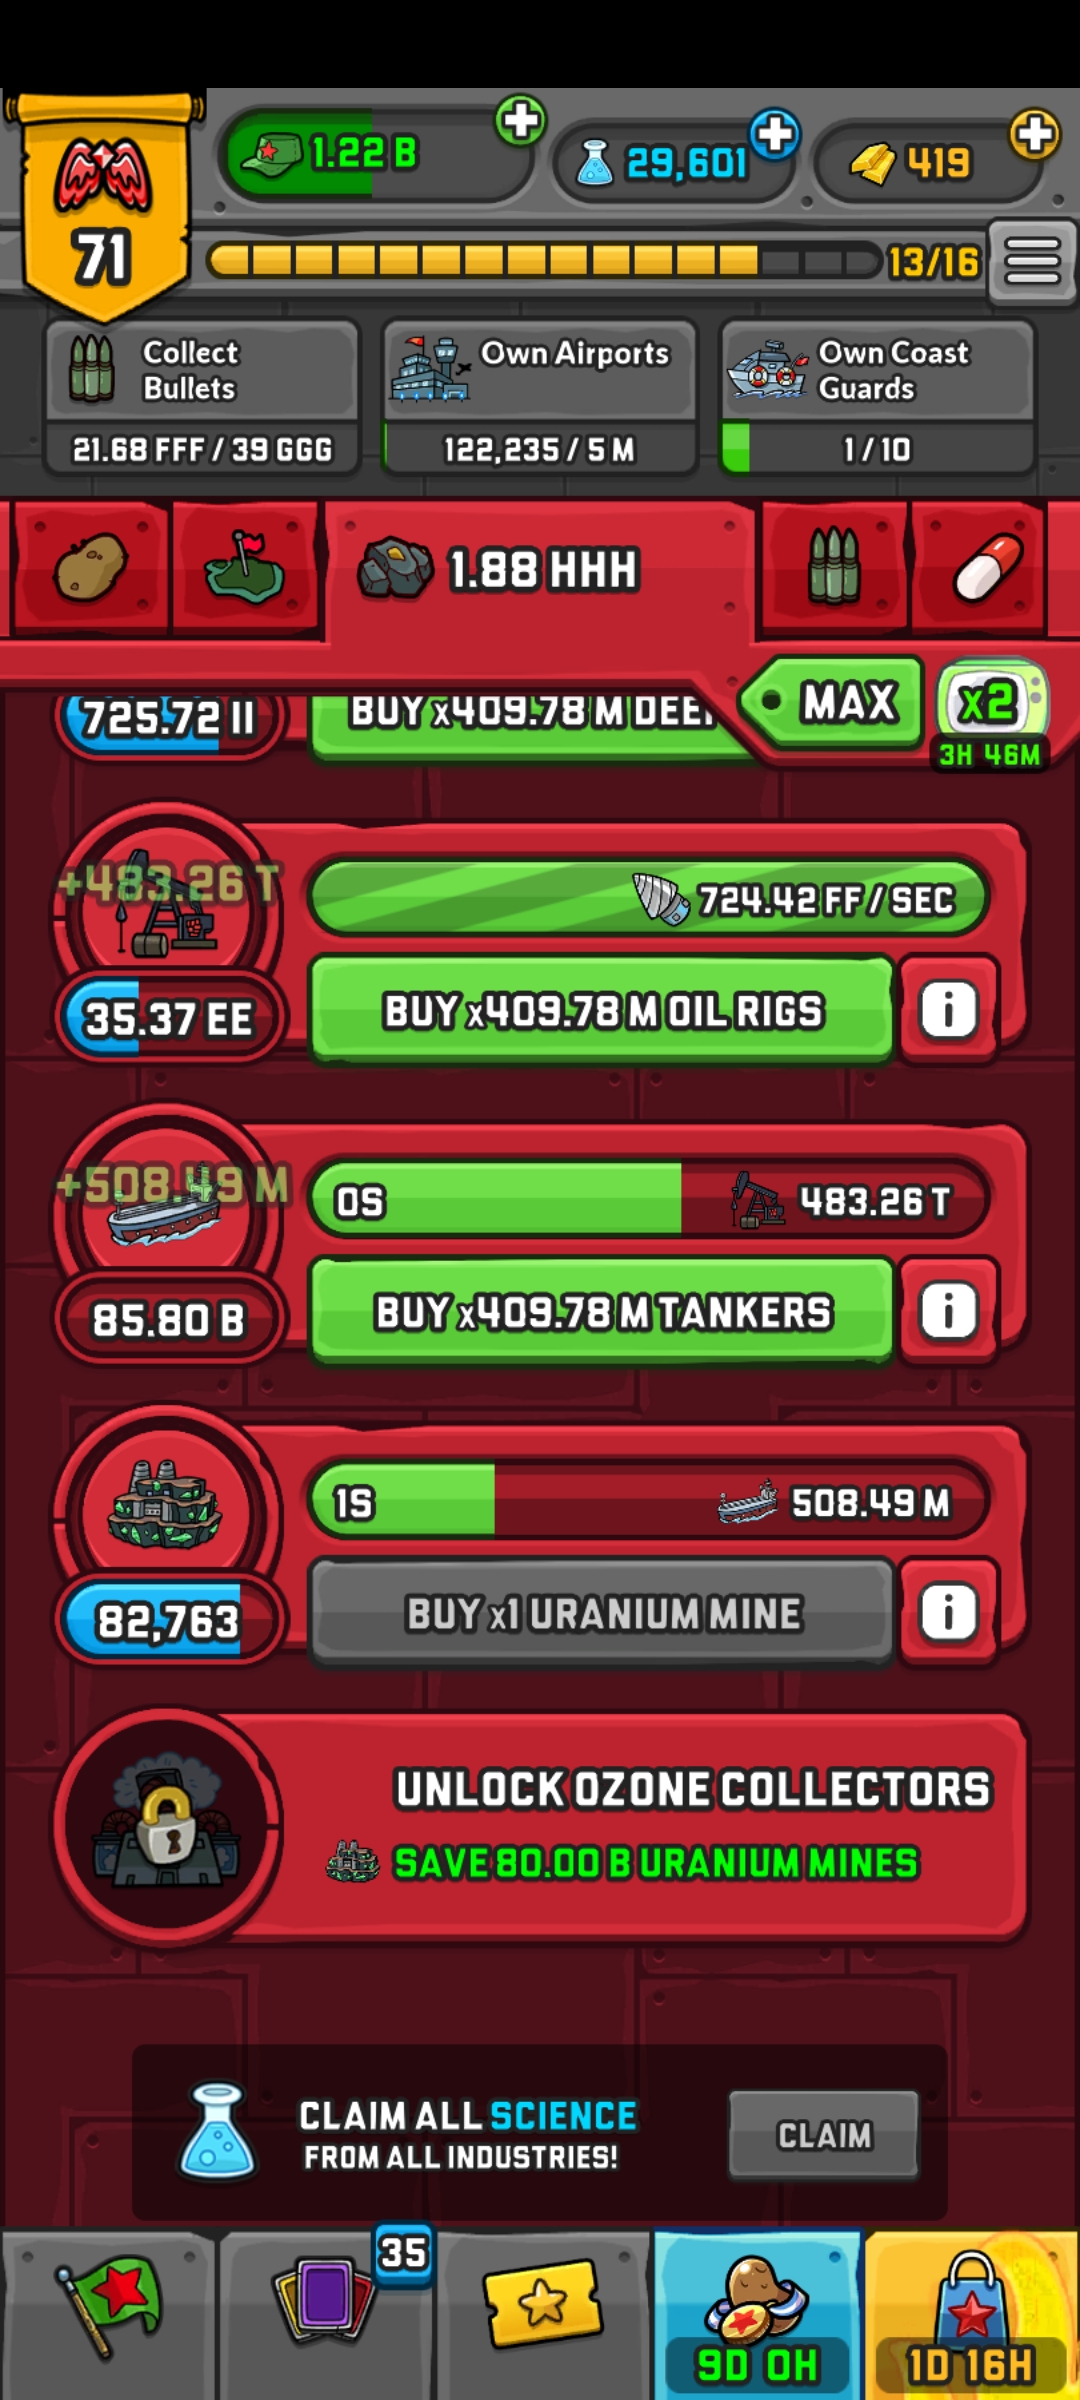 1.22 B
29,601
419
71
13/16
Collect
Bullets
21.68 FFF / 39 GGG
Own Airports
122,235 / 5 M
Own Coast
Guards
1 / 10
1.88 HHH
MAX
x2
3H 46M
725.72 II
BUY x409.78 M DEE
+483.26 T
724.42 FF / SEC
35.37 EE
BUY x409.78 M OIL RIGS
i
+508.49 M
0S
483.26 T
85.80 B
BUY x409.78 M TANKERS
i
1S
508.49 M
82,763
BUY x1 URANIUM MINE
i
UNLOCK OZONE COLLECTORS
SAVE 80.00 B URANIUM MINES
CLAIM ALL SCIENCE
FROM ALL INDUSTRIES!
CLAIM
35
9D 0H
1D 16H